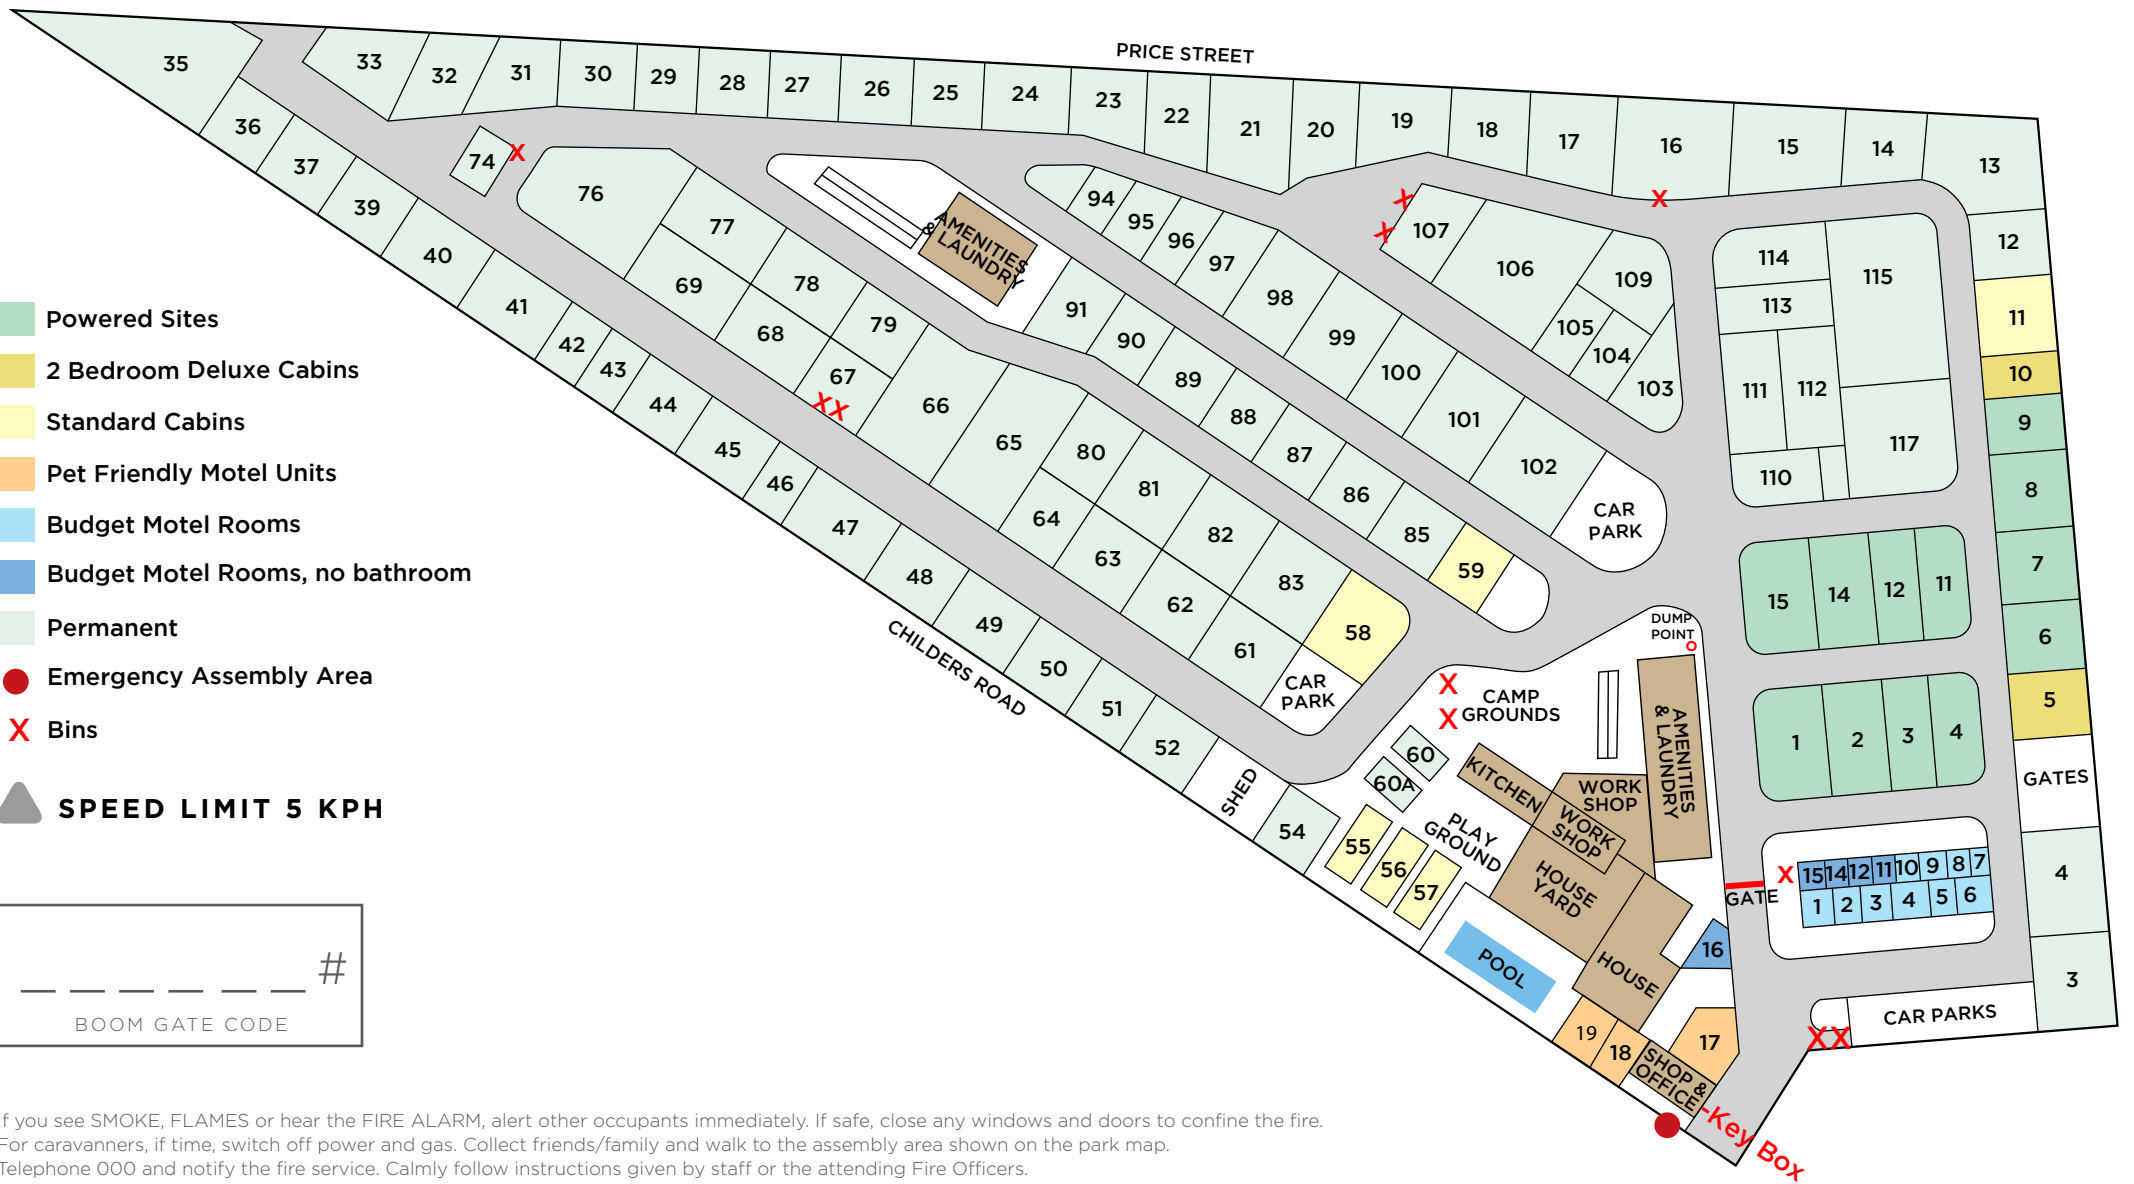 PRICE STREET
35
33
32
31
30
29
28
27
26
25
24
23
22
21
20
19
18
17
16
15
14
13
36
37
39
40
41
42
43
44
45
46
47
48
49
50
51
52
SHED
54
CHILDERS ROAD
74
X
76
77
78
79
69
68
67
XX
66
65
80
81
82
83
58
64
63
62
61
CAR
PARK
AMENITIES
& LAUNDRY
91
90
89
88
87
86
85
59
94
95
96
97
98
99
100
101
102
CAR
PARK
X
X
107
106
109
105
104
103
X
114
113
115
111
112
110
117
12
11
10
9
8
7
6
5
GATES
4
3
15
14
12
11
1
2
3
4
X
15
14
12
11
10
9
8
7
1
2
3
4
5
6
GATE
CAR PARKS
XX
DUMP
POINT
O
X
X
CAMP
GROUNDS
AMENITIES
& LAUNDRY
60
60A
KITCHEN
WORK
SHOP
WORK
SHOP
PLAY
GROUND
55
56
57
HOUSE
YARD
HOUSE
POOL
16
17
19
18
SHOP &
OFFICE
-Key Box
Powered Sites
2 Bedroom Deluxe Cabins
Standard Cabins
Pet Friendly Motel Units
Budget Motel Rooms
Budget Motel Rooms, no bathroom
Permanent
Emergency Assembly Area
X Bins
SPEED LIMIT 5 KPH
_ _ _ _ _ _ #
BOOM GATE CODE
If you see SMOKE, FLAMES or hear the FIRE ALARM, alert other occupants immediately. If safe, close any windows and doors to confine the fire.
For caravanners, if time, switch off power and gas. Collect friends/family and walk to the assembly area shown on the park map.
Telephone 000 and notify the fire service. Calmly follow instructions given by staff or the attending Fire Officers.